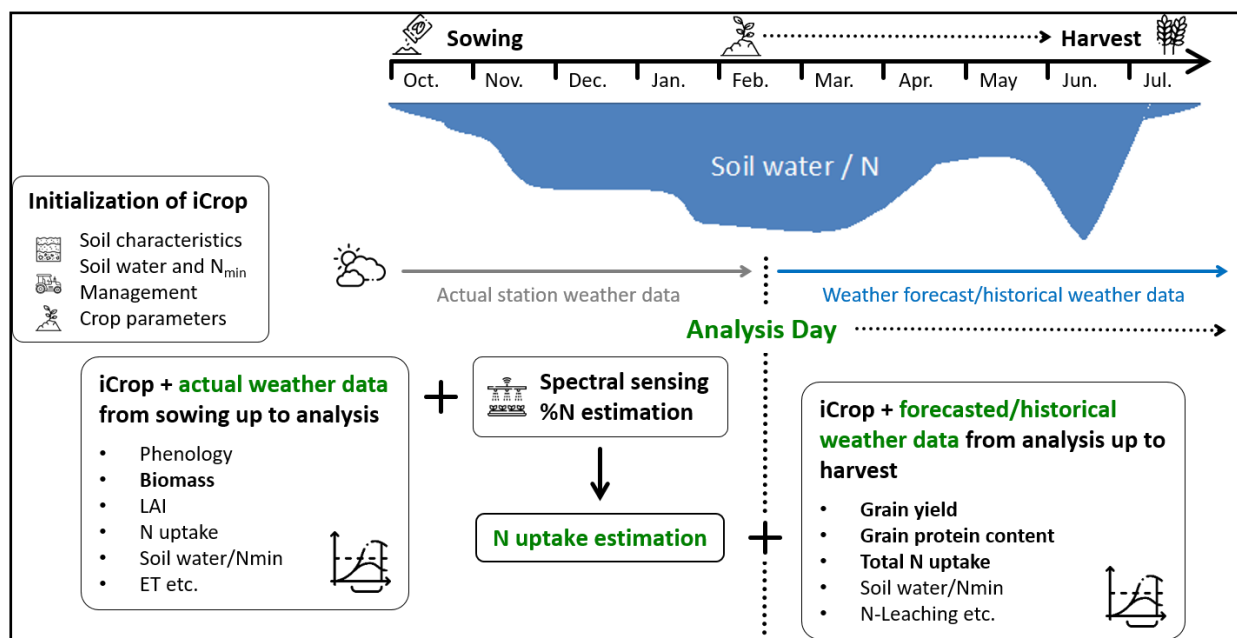 Sowing
Harvest
Oct.
Nov.
Dec.
Jan.
Feb.
Mar.
Apr.
May
Jun.
Jul.
Soil water / N
Initialization of iCrop
Soil characteristics
Soil water and Nmin
Management
Crop parameters
Actual station weather data
Weather forecast/historical weather data
Analysis Day
iCrop + actual weather data
from sowing up to analysis
• Phenology
• Biomass
• LAI
• N uptake
• Soil water/Nmin
• ET etc.
+
Spectral sensing
%N estimation
N uptake estimation
+
iCrop + forecasted/historical
weather data from analysis up to
harvest
• Grain yield
• Grain protein content
• Total N uptake
• Soil water/Nmin
• N-Leaching etc.